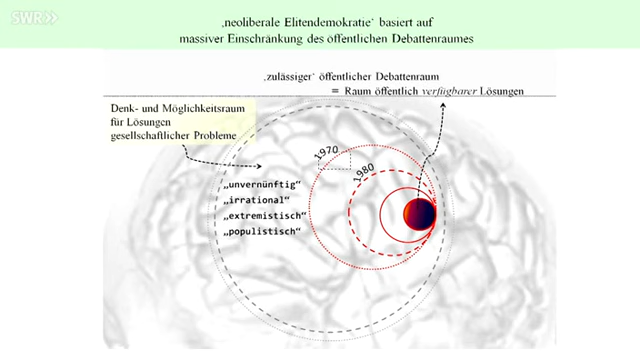 SWR»
‚neoliberale Elitendemokratie‘ basiert auf
massiver Einschränkung des öffentlichen Debattenraumes
‚zulässiger‘ öffentlicher Debattenraum
= Raum öffentlich verfügbarer Lösungen
Denk- und Möglichkeitsraum
für Lösungen
gesellschaftlicher Probleme
1970
1980
„unvernünftig“
„irrational“
„extremistisch“
„populistisch“